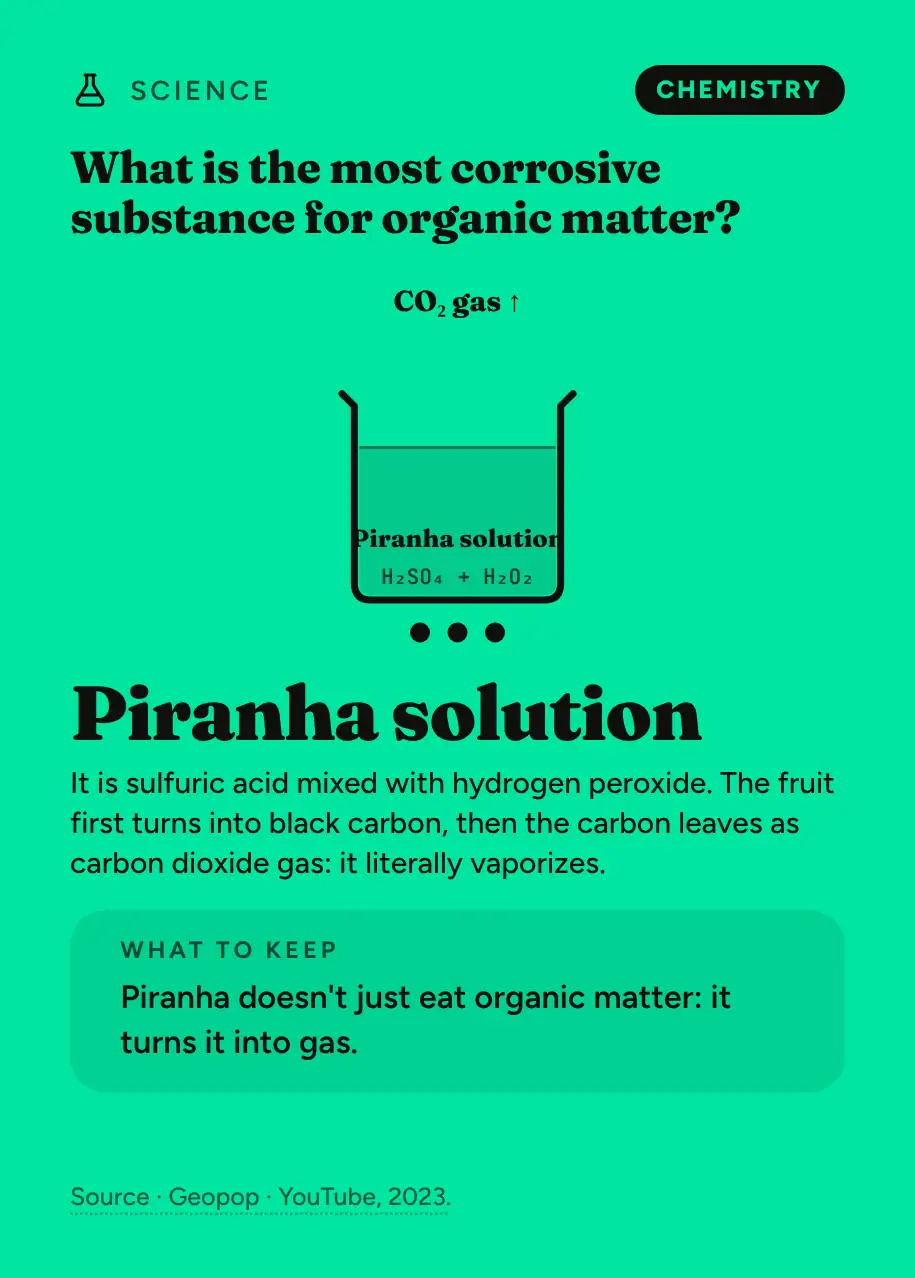 SCIENCE
CHEMISTRY
What is the most corrosive
substance for organic matter?
CO₂ gas ↑
Piranha solution
H₂SO₄ + H₂O₂
Piranha solution
It is sulfuric acid mixed with hydrogen peroxide. The fruit
first turns into black carbon, then the carbon leaves as
carbon dioxide gas: it literally vaporizes.
WHAT TO KEEP
Piranha doesn't just eat organic matter: it
turns it into gas.
Source · Geopop · YouTube, 2023.